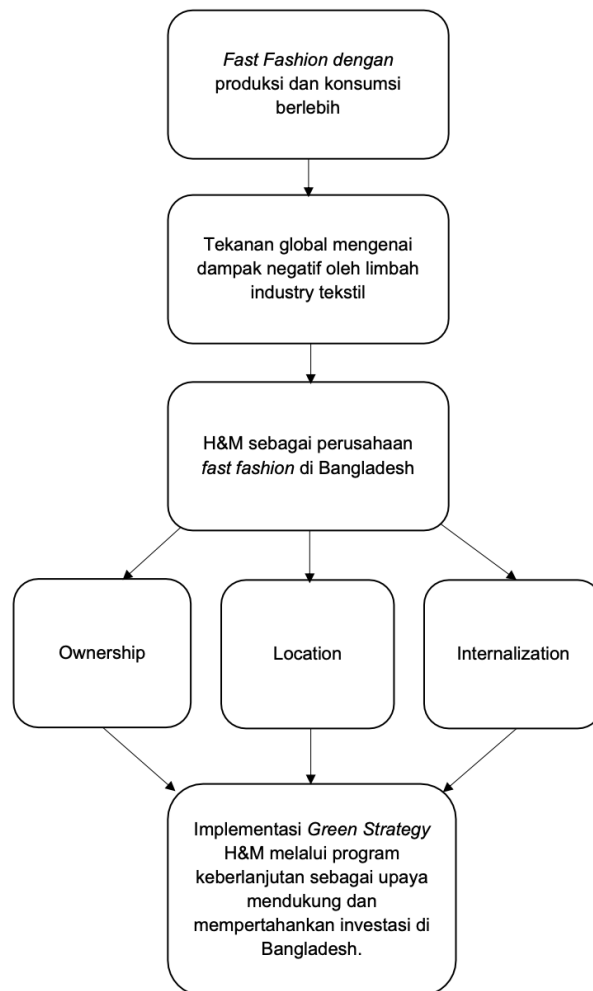 Fast Fashion dengan
produksi dan konsumsi
berlebih
Tekanan global mengenai
dampak negatif oleh limbah
industry tekstil
H&M sebagai perusahaan
fast fashion di Bangladesh
Ownership
Location
Internalization
Implementasi Green Strategy
H&M melalui program
keberlanjutan sebagai upaya
mendukung dan
mempertahankan investasi di
Bangladesh.